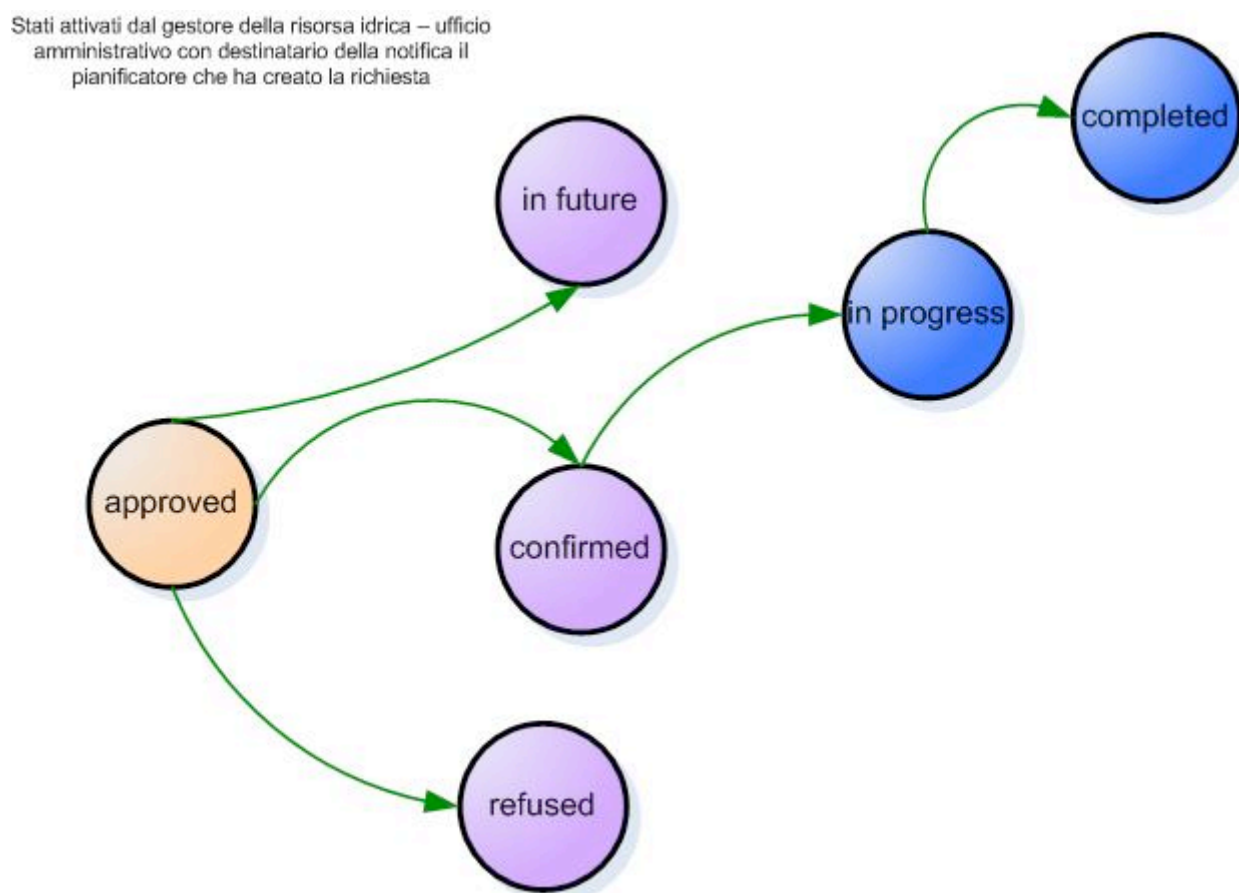 Stati attivati dal gestore della risorsa idrica – ufficio
amministrativo con destinatario della notifica il
pianificatore che ha creato la richiesta
completed
in future
in progress
approved
confirmed
refused